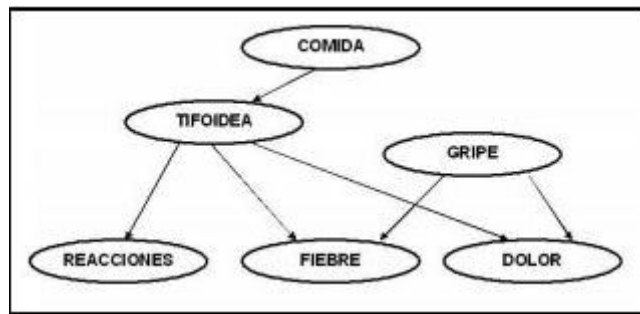 COMIDA
TIFOIDEA
GRIPE
REACCIONES
FIEBRE
DOLOR